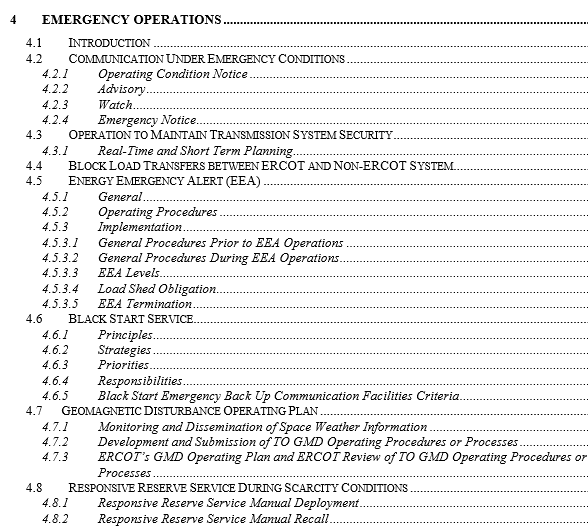 4 EMERGENCY OPERATIONS
4.1 INTRODUCTION
4.2 COMMUNICATION UNDER EMERGENCY CONDITIONS
4.2.1 Operating Condition Notice
4.2.2 Advisory
4.2.3 Watch
4.2.4 Emergency Notice
4.3 OPERATION TO MAINTAIN TRANSMISSION SYSTEM SECURITY
4.3.1 Real-Time and Short Term Planning
4.4 BLOCK LOAD TRANSFERS BETWEEN ERCOT AND NON-ERCOT SYSTEM
4.5 ENERGY EMERGENCY ALERT (EEA)
4.5.1 General
4.5.2 Operating Procedures
4.5.3 Implementation
4.5.3.1 General Procedures Prior to EEA Operations
4.5.3.2 General Procedures During EEA Operations
4.5.3.3 EEA Levels
4.5.3.4 Load Shed Obligation
4.5.3.5 EEA Termination
4.6 BLACK START SERVICE
4.6.1 Principles
4.6.2 Strategies
4.6.3 Priorities
4.6.4 Responsibilities
4.6.5 Black Start Emergency Back Up Communication Facilities Criteria
4.7 GEOMAGNETIC DISTURBANCE OPERATING PLAN
4.7.1 Monitoring and Dissemination of Space Weather Information
4.7.2 Development and Submission of TO GMD Operating Procedures or Processes
4.7.3 ERCOT's GMD Operating Plan and ERCOT Review of TO GMD Operating Procedures or
Processes
4.8 RESPONSIVE RESERVE SERVICE DURING SCARCITY CONDITIONS
4.8.1 Responsive Reserve Service Manual Deployment
4.8.2 Responsive Reserve Service Manual Recall